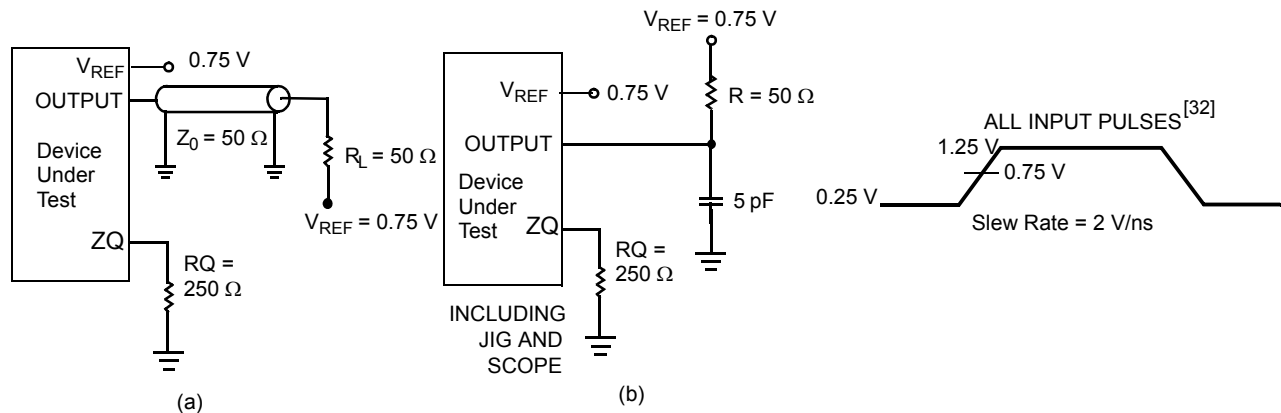 V_REF
0.75 V
OUTPUT
Z_0 = 50 Ω
Device
Under
Test
R_L = 50 Ω
V_REF = 0.75 V
ZQ
RQ =
250 Ω
(a)
V_REF = 0.75 V
R = 50 Ω
V_REF
0.75 V
OUTPUT
Device
Under
Test
5 pF
ZQ
RQ =
250 Ω
INCLUDING
JIG AND
SCOPE
(b)
ALL INPUT PULSES[32]
1.25 V
0.75 V
0.25 V
Slew Rate = 2 V/ns